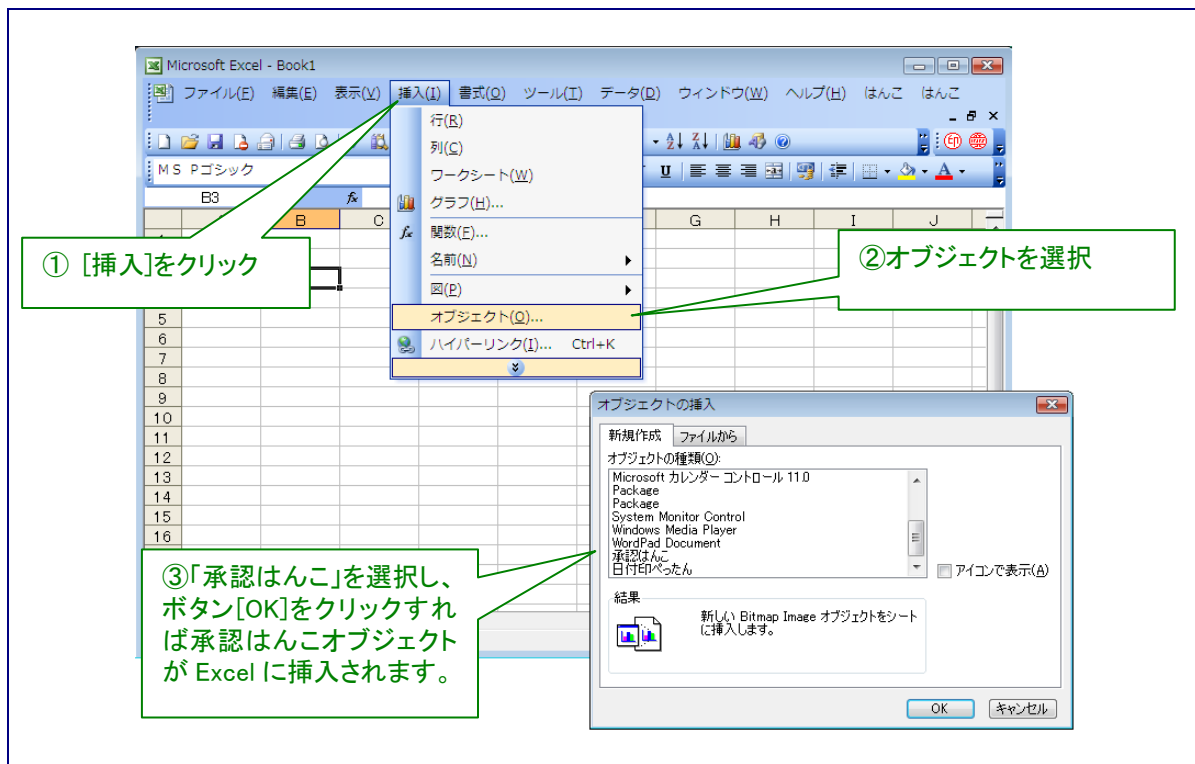 Microsoft Excel - Book1
ファイル(F) 編集(E) 表示(V) 挿入(I) 書式(O) ツール(T) データ(D) ウィンドウ(W) ヘルプ(H) はんこ はんこ
MS Pゴシック
B3
fx
B C G H I J
行(R)
列(C)
ワークシート(W)
グラフ(H)...
fx 関数(F)...
名前(N)
図(P)
オブジェクト(O)...
ハイパーリンク(I)... Ctrl+K
① [挿入]をクリック
②オブジェクトを選択
5
6
7
8
9
10
11
12
13
14
15
16
オブジェクトの挿入
新規作成 ファイルから
オブジェクトの種類(O):
Microsoft カレンダー コントロール 11.0
Package
Package
System Monitor Control
Windows Media Player
WordPad Document
承認はんこ
日付印ぺったん
アイコンで表示(A)
結果
新しい Bitmap Image オブジェクトをシート
に挿入します。
OK キャンセル
③「承認はんこ」を選択し、
ボタン[OK]をクリックすれ
ば承認はんこオブジェクト
が Excel に挿入されます。